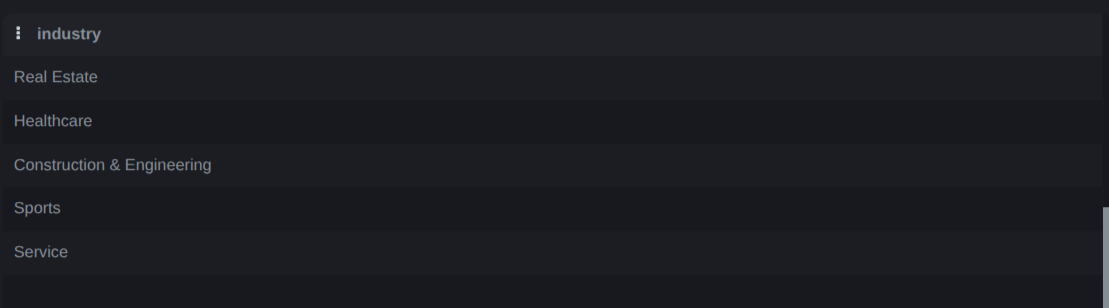 industry
Real Estate
Healthcare
Construction & Engineering
Sports
Service